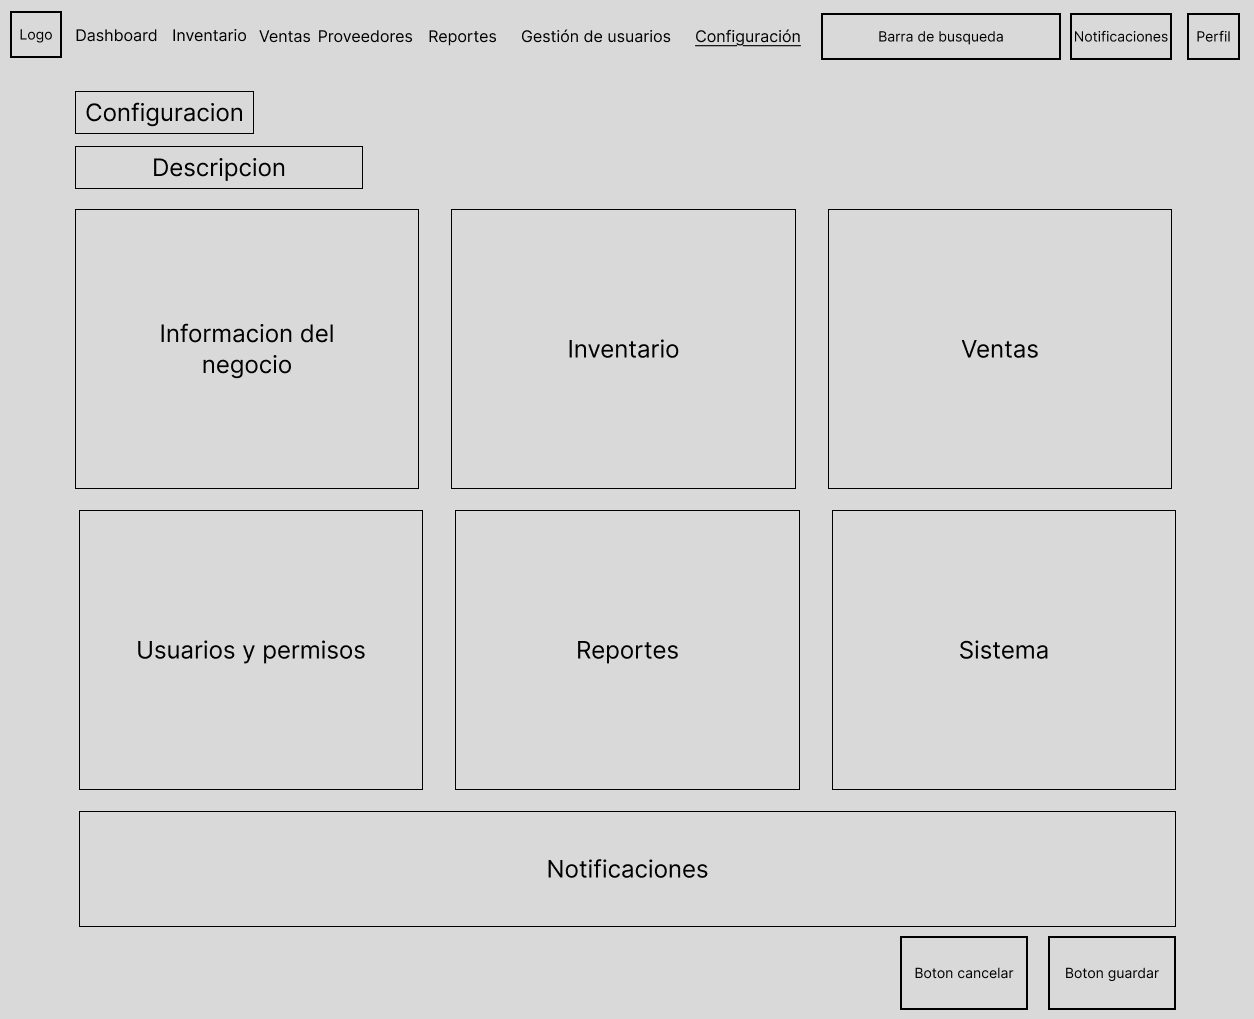 Logo
Dashboard
Inventario
Ventas
Proveedores
Reportes
Gestión de usuarios
Configuración
Barra de busqueda
Notificaciones
Perfil
Configuracion
Descripcion
Informacion del
negocio
Inventario
Ventas
Usuarios y permisos
Reportes
Sistema
Notificaciones
Boton cancelar
Boton guardar